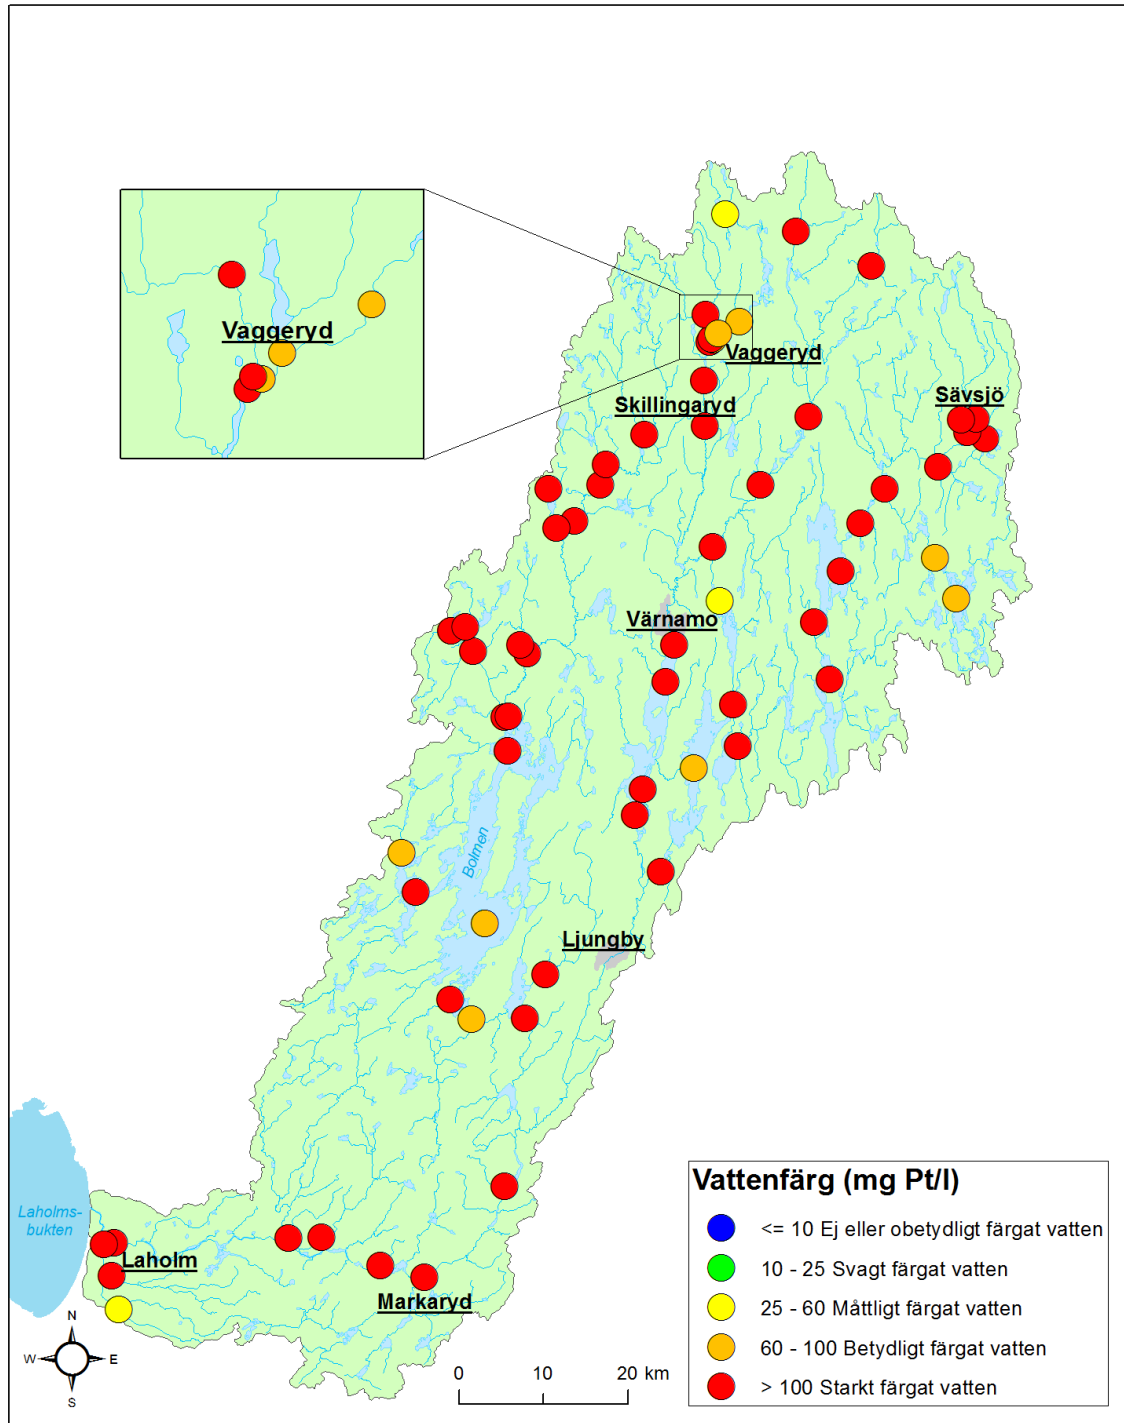 Vaggeryd
Vaggeryd
Skillingaryd
Sävsjö
Värnamo
Bolmen
Ljungby
Laholms-
bukten
Laholm
Markaryd
N
W
E
S
0 10 20 km
Vattenfärg (mg Pt/l)
<= 10 Ej eller obetydligt färgat vatten
10 - 25 Svagt färgat vatten
25 - 60 Måttligt färgat vatten
60 - 100 Betydligt färgat vatten
> 100 Starkt färgat vatten